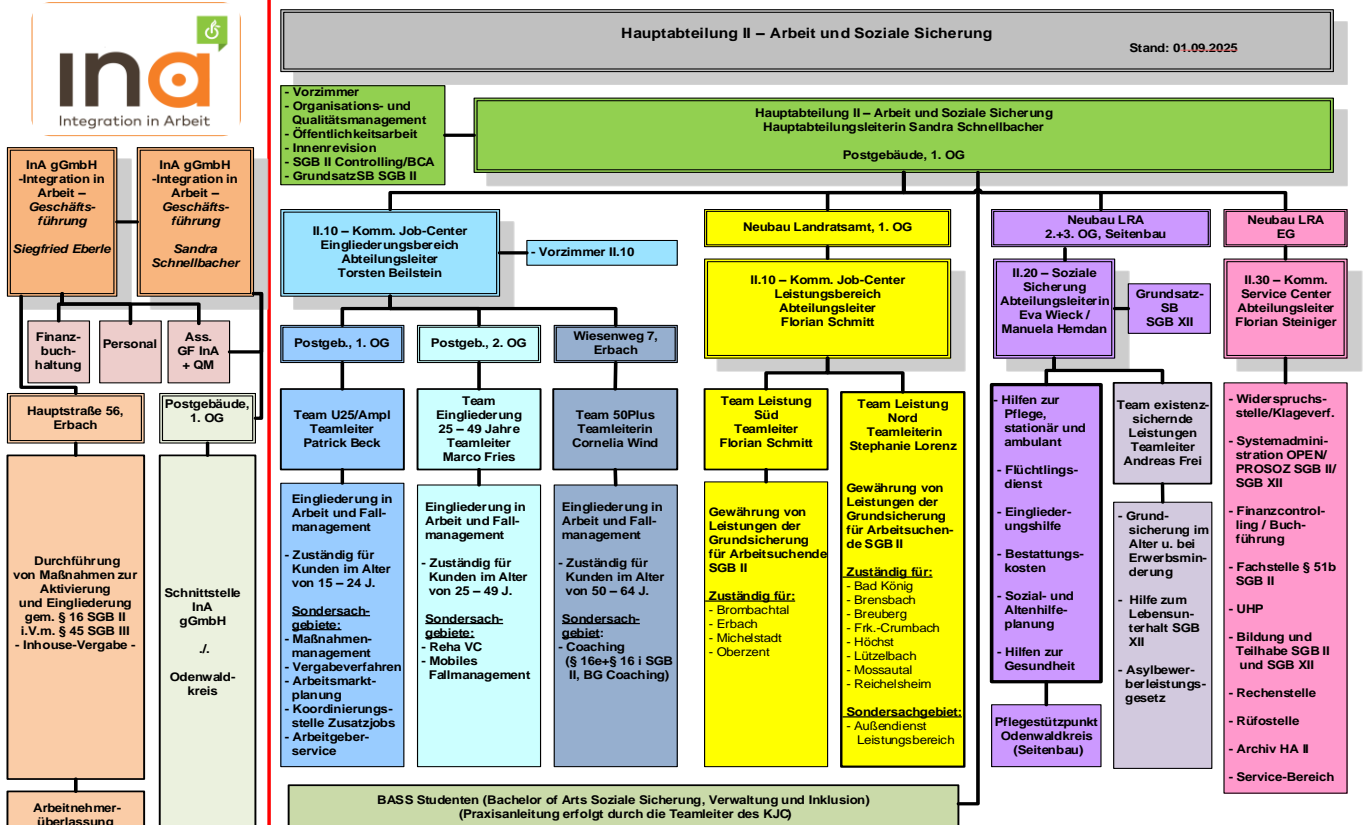 ina
Integration in Arbeit
InA gGmbH
-Integration in
Arbeit –
Geschäfts-
führung
Siegfried Eberle
InA gGmbH
-Integration in
Arbeit –
Geschäfts-
führung
Sandra
Schnellbacher
Finanz-
buch-
haltung
Personal
Ass.
GF InA
+ QM
Hauptstraße 56,
Erbach
Postgebäude,
1. OG
Durchführung
von Maßnahmen zur
Aktivierung
und Eingliederung
gem. § 16 SGB II
i.V.m. § 45 SGB III
- Inhouse-Vergabe -
Schnittstelle
InA
gGmbH
./.
Odenwald-
kreis
Arbeitnehmer-
überlassung
Hauptabteilung II – Arbeit und Soziale Sicherung
Stand: 01.09.2025
- Vorzimmer
- Organisations- und
Qualitätsmanagement
- Öffentlichkeitsarbeit
- Innenrevision
- SGB II Controlling/BCA
- GrundsatzSB SGB II
Hauptabteilung II – Arbeit und Soziale Sicherung
Hauptabteilungsleiterin Sandra Schnellbacher
Postgebäude, 1. OG
II.10 – Komm. Job-Center
Eingliederungsbereich
Abteilungsleiter
Torsten Beilstein
- Vorzimmer II.10
Postgeb., 1. OG
Postgeb., 2. OG
Wiesenweg 7,
Erbach
Team U25/Ampl
Teamleiter
Patrick Beck
Team
Eingliederung
25 – 49 Jahre
Teamleiter
Marco Fries
Team 50Plus
Teamleiterin
Cornelia Wind
Eingliederung in
Arbeit und Fall-
management
- Zuständig für
Kunden im Alter
von 15 – 24 J.
Sondersach-
gebiete:
- Maßnahmen-
management
- Vergabeverfahren
- Arbeitsmarkt-
planung
- Koordinierungs-
stelle Zusatzjobs
- Arbeitgeber-
service
Eingliederung in
Arbeit und Fall-
management
- Zuständig für
Kunden im Alter
von 25 – 49 J.
Sondersach-
gebiete:
- Reha VC
- Mobiles
Fallmanagement
Eingliederung in
Arbeit und Fall-
management
- Zuständig für
Kunden im Alter
von 50 – 64 J.
Sondersach-
gebiet:
- Coaching
(§ 16e+§ 16 i SGB
II, BG Coaching)
Neubau Landratsamt, 1. OG
II.10 – Komm. Job-Center
Leistungsbereich
Abteilungsleiter
Florian Schmitt
Team Leistung
Süd
Teamleiter
Florian Schmitt
Gewährung von
Leistungen der
Grundsicherung
für Arbeitsuchende
SGB II
Zuständig für:
- Brombachtal
- Erbach
- Michelstadt
- Oberzent
Team Leistung
Nord
Teamleiterin
Stephanie Lorenz
Gewährung von
Leistungen der
Grundsicherung
für Arbeitsuchen-
de SGB II
Zuständig für:
- Bad König
- Brensbach
- Breuberg
- Frk.-Crumbach
- Höchst
- Lützelbach
- Mossautal
- Reichelsheim
Sondersachgebiet:
- Außendienst
Leistungsbereich
Neubau LRA
2.+3. OG, Seitenbau
II.20 – Soziale
Sicherung
Abteilungsleiterin
Eva Wieck /
Manuela Hemdan
Grundsatz-
SB
SGB XII
- Hilfen zur
Pflege,
stationär und
ambulant
- Flüchtlings-
dienst
- Eingliede-
rungshilfe
- Bestattungs-
kosten
- Sozial- und
Altenhilfe-
planung
- Hilfen zur
Gesundheit
Pflegestützpunkt
Odenwaldkreis
(Seitenbau)
Team existenz-
sichernde
Leistungen
Teamleiter
Andreas Frei
- Grund-
sicherung im
Alter u. bei
Erwerbsmin-
derung
- Hilfe zum
Lebensun-
terhalt SGB
XII
- Asylbewer-
berleistungs-
gesetz
Neubau LRA
EG
II.30 – Komm.
Service Center
Abteilungsleiter
Florian Steiniger
- Widerspruchs-
stelle/Klageverf.
- Systemadmini-
stration OPEN/
PROSOZ SGB II/
SGB XII
- Finanzcontrol-
ling / Buch-
führung
- Fachstelle § 51b
SGB II
- UHP
- Bildung und
Teilhabe SGB II
und SGB XII
- Rechenstelle
- Rüfostelle
- Archiv HA II
- Service-Bereich
BASS Studenten (Bachelor of Arts Soziale Sicherung, Verwaltung und Inklusion)
(Praxisanleitung erfolgt durch die Teamleiter des KJC)